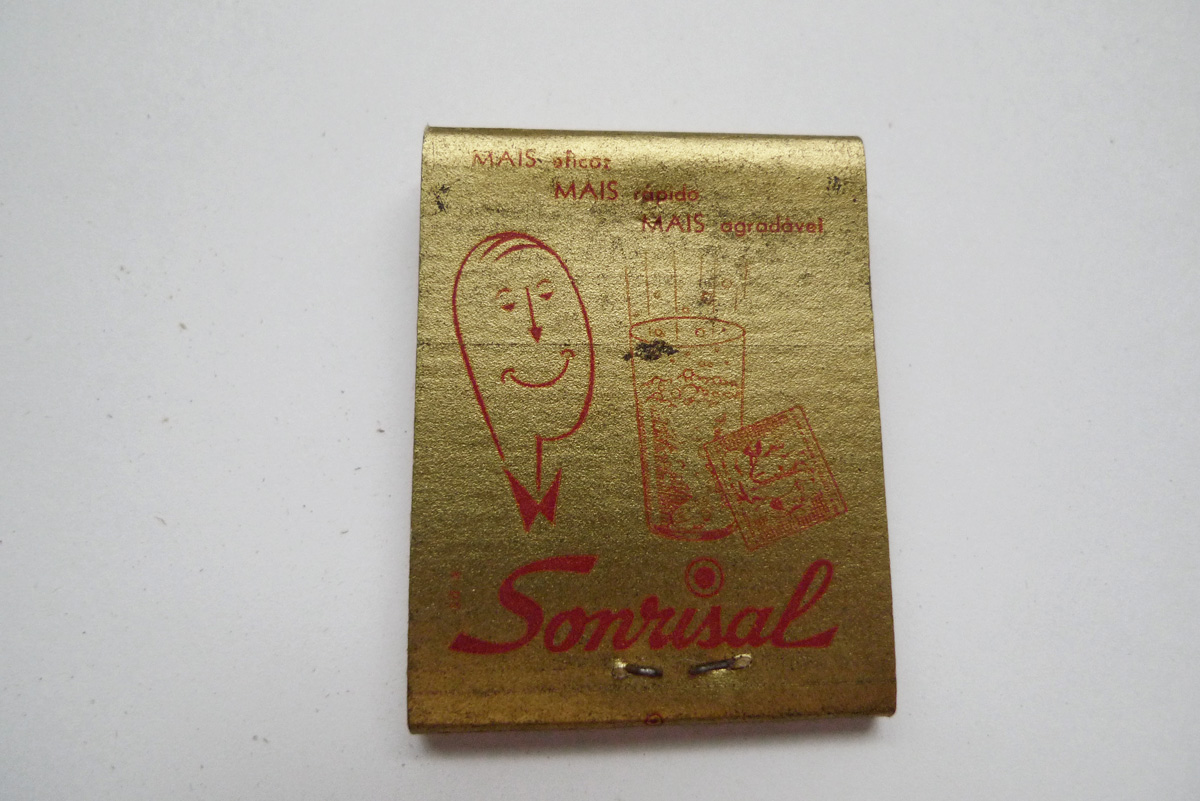 MAIS eficaz
MAIS rápido
MAIS agradável
Sonrisal